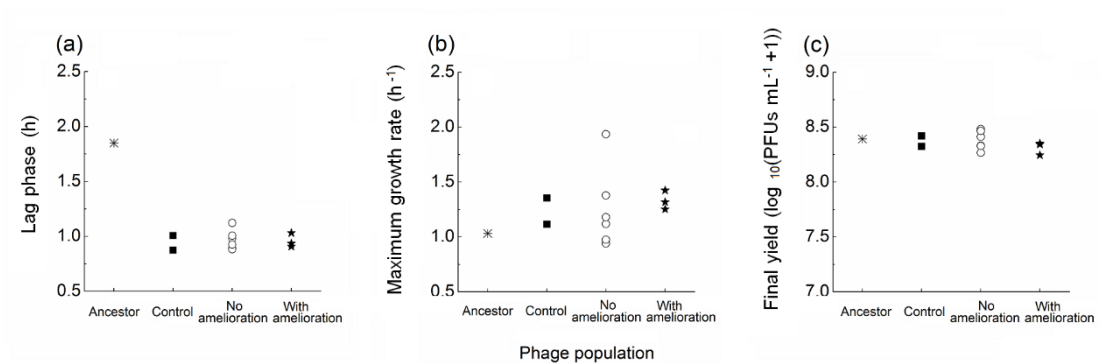 (a)
Lag phase (h)
2.5
2.0
1.5
1.0
0.5
Ancestor Control No With
amelioration amelioration
(b)
Maximum growth rate (h⁻¹)
2.5
2.0
1.5
1.0
0.5
Ancestor Control No With
amelioration amelioration
Phage population
(c)
Final yield (log ₁₀(PFUs mL⁻¹ +1))
9.0
8.5
8.0
7.5
7.0
Ancestor Control No With
amelioration amelioration